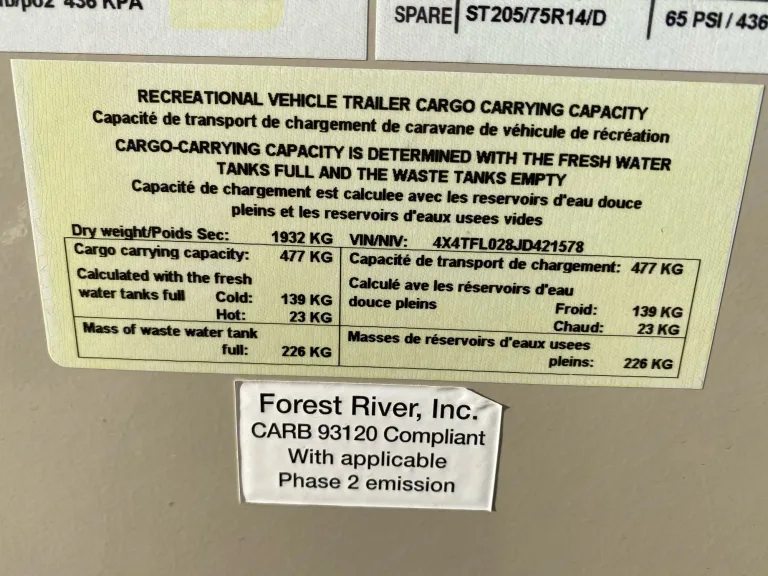 436 KPA
SPARE ST205/75R14/D 65 PSI / 436
RECREATIONAL VEHICLE TRAILER CARGO CARRYING CAPACITY
Capacité de transport de chargement de caravane de véhicule de récréation
CARGO-CARRYING CAPACITY IS DETERMINED WITH THE FRESH WATER
TANKS FULL AND THE WASTE TANKS EMPTY
Capacité de chargement est calculee avec les reservoirs d'eau douce
pleins et les reservoirs d'eaux usees vides
Dry weight/Poids Sec: 1932 KG VIN/NIV: 4X4TFL028JD421578
Cargo carrying capacity: 477 KG
Calculated with the fresh
water tanks full Cold: 139 KG
Hot: 23 KG
Mass of waste water tank
full: 226 KG
Capacité de transport de chargement: 477 KG
Calculé ave les réservoirs d'eau
douce pleins Froid: 139 KG
Chaud: 23 KG
Masses de réservoirs d'eaux usees
pleins: 226 KG
Forest River, Inc.
CARB 93120 Compliant
With applicable
Phase 2 emission